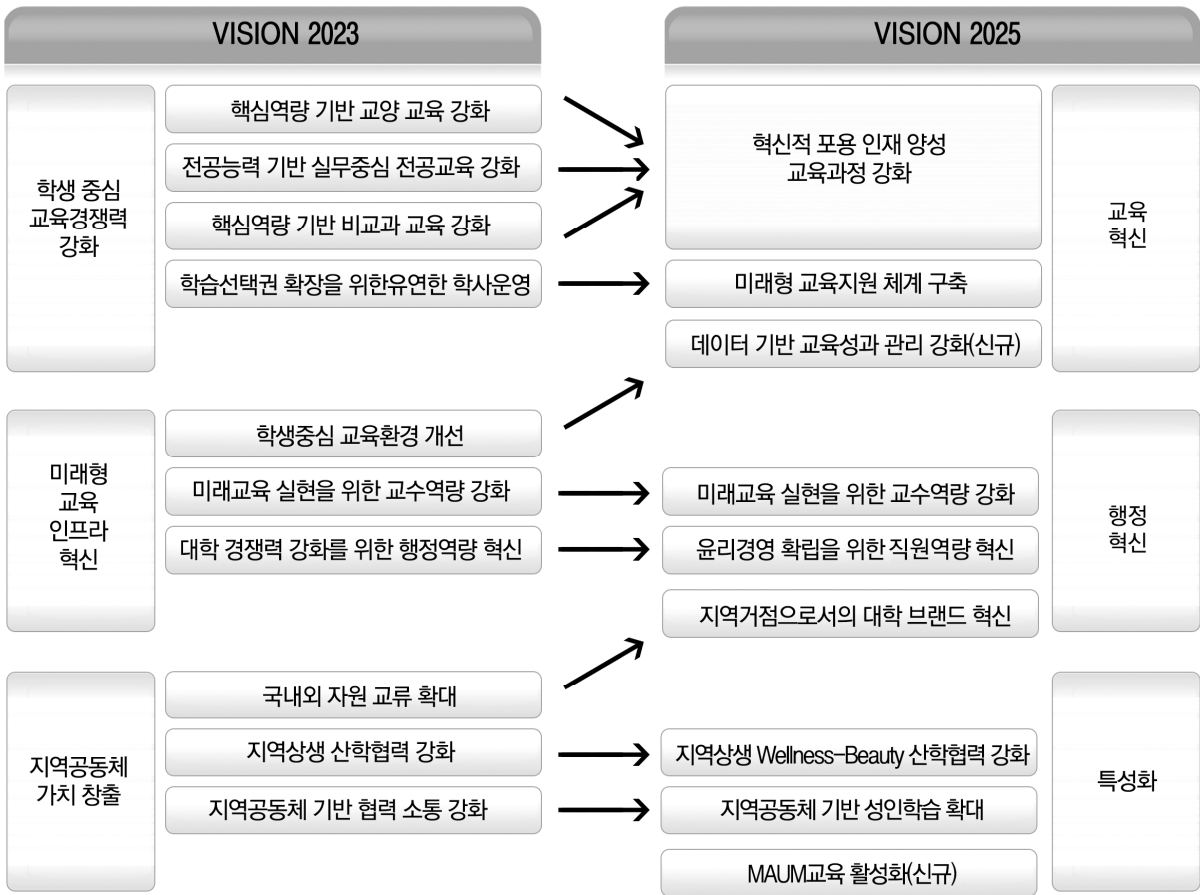 VISION 2023
학생 중심
교육경쟁력
강화
핵심역량 기반 교양 교육 강화
전공능력 기반 실무중심 전공교육 강화
핵심역량 기반 비교과 교육 강화
학습선택권 확장을 위한유연한 학사운영
미래형
교육
인프라
혁신
학생중심 교육환경 개선
미래교육 실현을 위한 교수역량 강화
대학 경쟁력 강화를 위한 행정역량 혁신
지역공동체
가치 창출
국내외 자원 교류 확대
지역상생 산학협력 강화
지역공동체 기반 협력 소통 강화
VISION 2025
혁신적 포용 인재 양성
교육과정 강화
미래형 교육지원 체계 구축
데이터 기반 교육성과 관리 강화(신규)
교육
혁신
미래교육 실현을 위한 교수역량 강화
윤리경영 확립을 위한 직원역량 혁신
지역거점으로서의 대학 브랜드 혁신
행정
혁신
지역상생 Wellness-Beauty 산학협력 강화
지역공동체 기반 성인학습 확대
MAUM교육 활성화(신규)
특성화